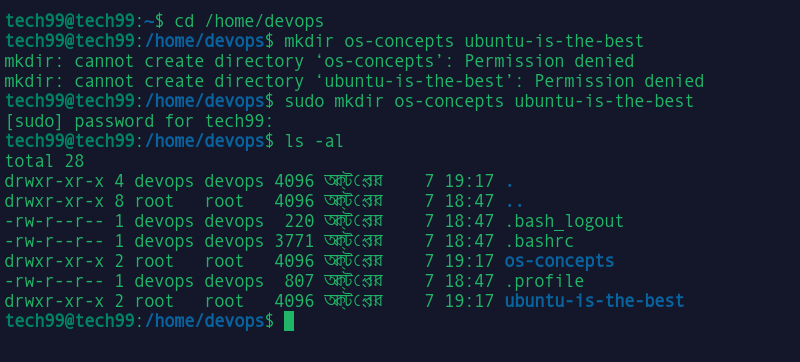 tech99@tech99:~$ cd /home/devops
tech99@tech99:/home/devops$ mkdir os-concepts ubuntu-is-the-best
mkdir: cannot create directory ‘os-concepts’: Permission denied
mkdir: cannot create directory ‘ubuntu-is-the-best’: Permission denied
tech99@tech99:/home/devops$ sudo mkdir os-concepts ubuntu-is-the-best
[sudo] password for tech99:
tech99@tech99:/home/devops$ ls -al
total 28
drwxr-xr-x 4 devops devops 4096 অক্টোবর 7 19:17 .
drwxr-xr-x 8 root root 4096 অক্টোবর 7 18:47 ..
-rw-r--r-- 1 devops devops 220 অক্টোবর 7 18:47 .bash_logout
-rw-r--r-- 1 devops devops 3771 অক্টোবর 7 18:47 .bashrc
drwxr-xr-x 2 root root 4096 অক্টোবর 7 19:17 os-concepts
-rw-r--r-- 1 devops devops 807 অক্টোবর 7 18:47 .profile
drwxr-xr-x 2 root root 4096 অক্টোবর 7 19:17 ubuntu-is-the-best
tech99@tech99:/home/devops$